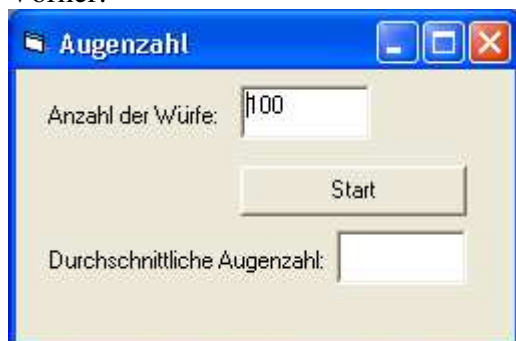 Augenzahl
Anzahl der Würfe: 100
Start
Durchschnittliche Augenzahl: